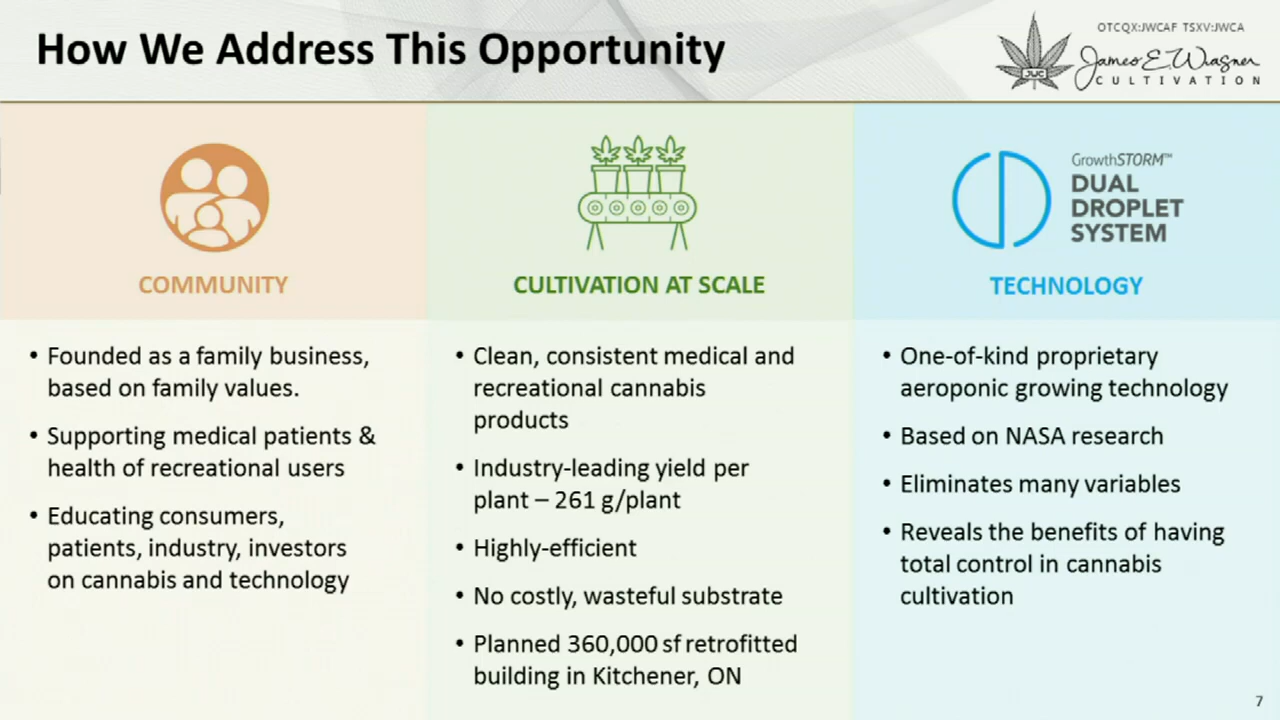 How We Address This Opportunity
OTCQX:JWCAF TSXV:JWCA
JWC
James E. Wagner
CULTIVATION
COMMUNITY
• Founded as a family business,
based on family values.
• Supporting medical patients &
health of recreational users
• Educating consumers,
patients, industry, investors
on cannabis and technology
CULTIVATION AT SCALE
• Clean, consistent medical and
recreational cannabis
products
• Industry-leading yield per
plant – 261 g/plant
• Highly-efficient
• No costly, wasteful substrate
• Planned 360,000 sf retrofitted
building in Kitchener, ON
GrowthSTORM™
DUAL
DROPLET
SYSTEM
TECHNOLOGY
• One-of-kind proprietary
aeroponic growing technology
• Based on NASA research
• Eliminates many variables
• Reveals the benefits of having
total control in cannabis
cultivation
7